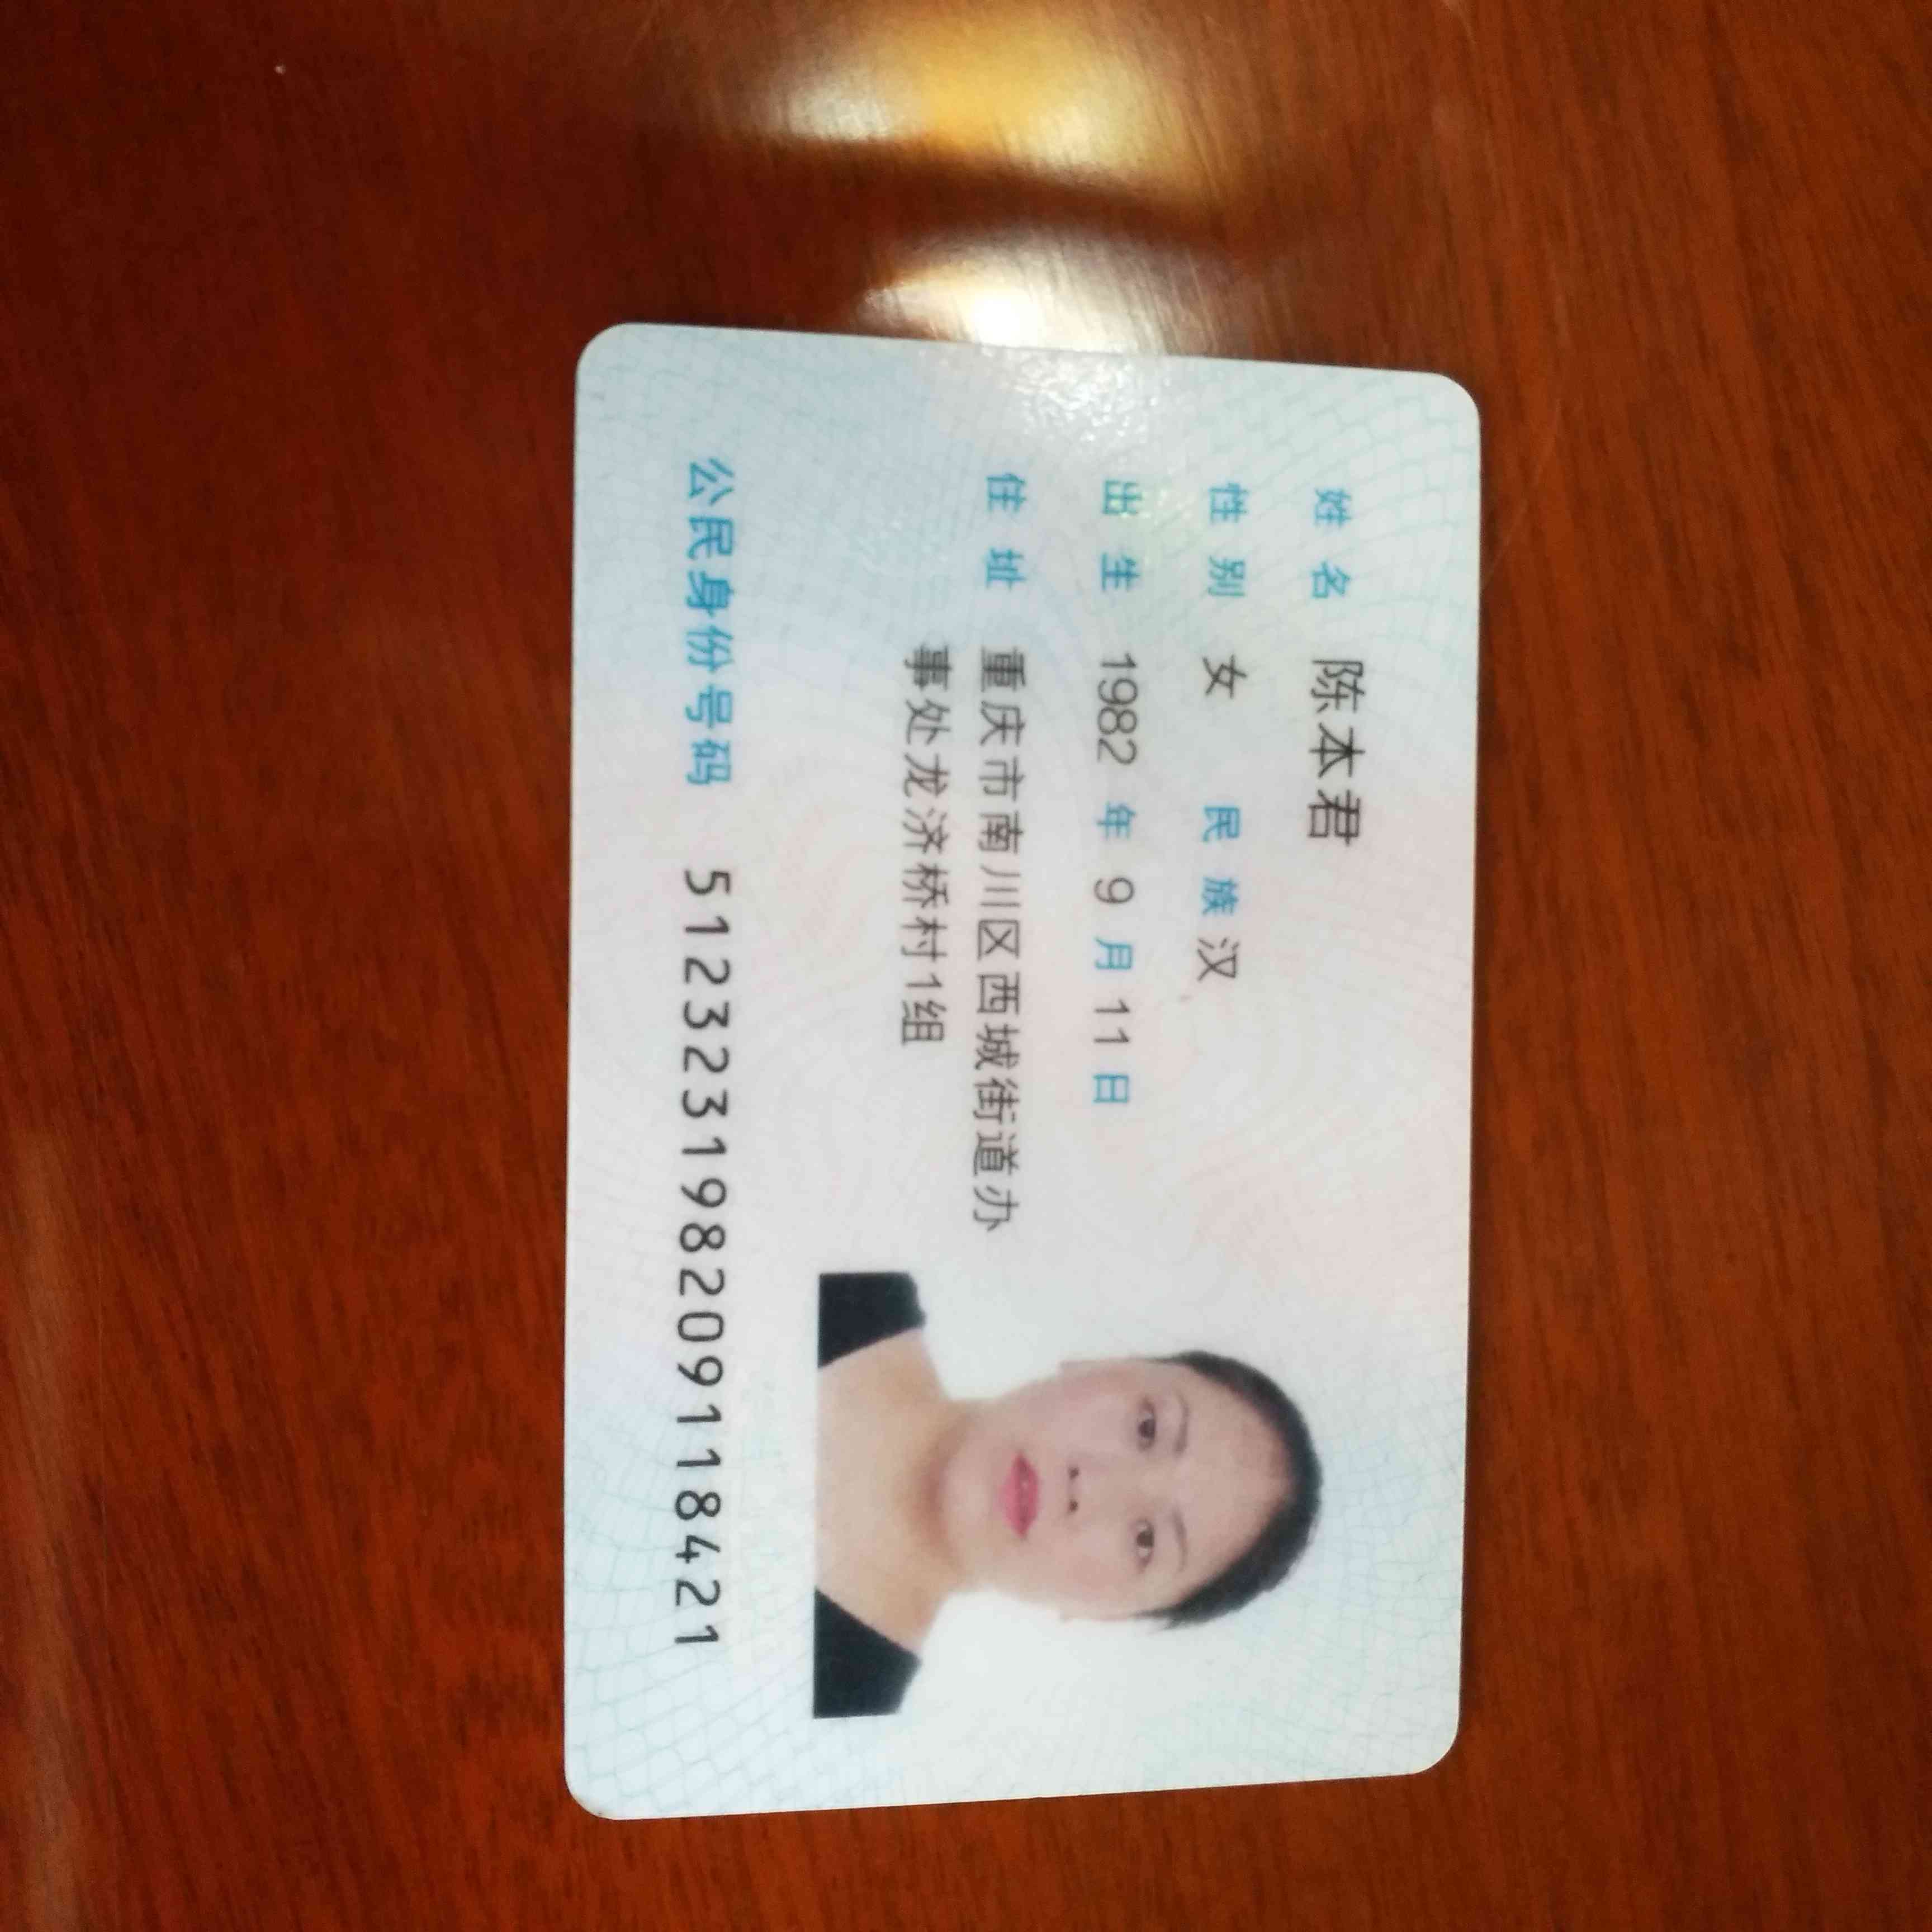 姓名 陈本君
性别 女 民族 汉
出生 1982 年 9 月 11 日
住址 重庆市南川区西城街道办
事处龙济桥村1组
公民身份号码 512323198209118421